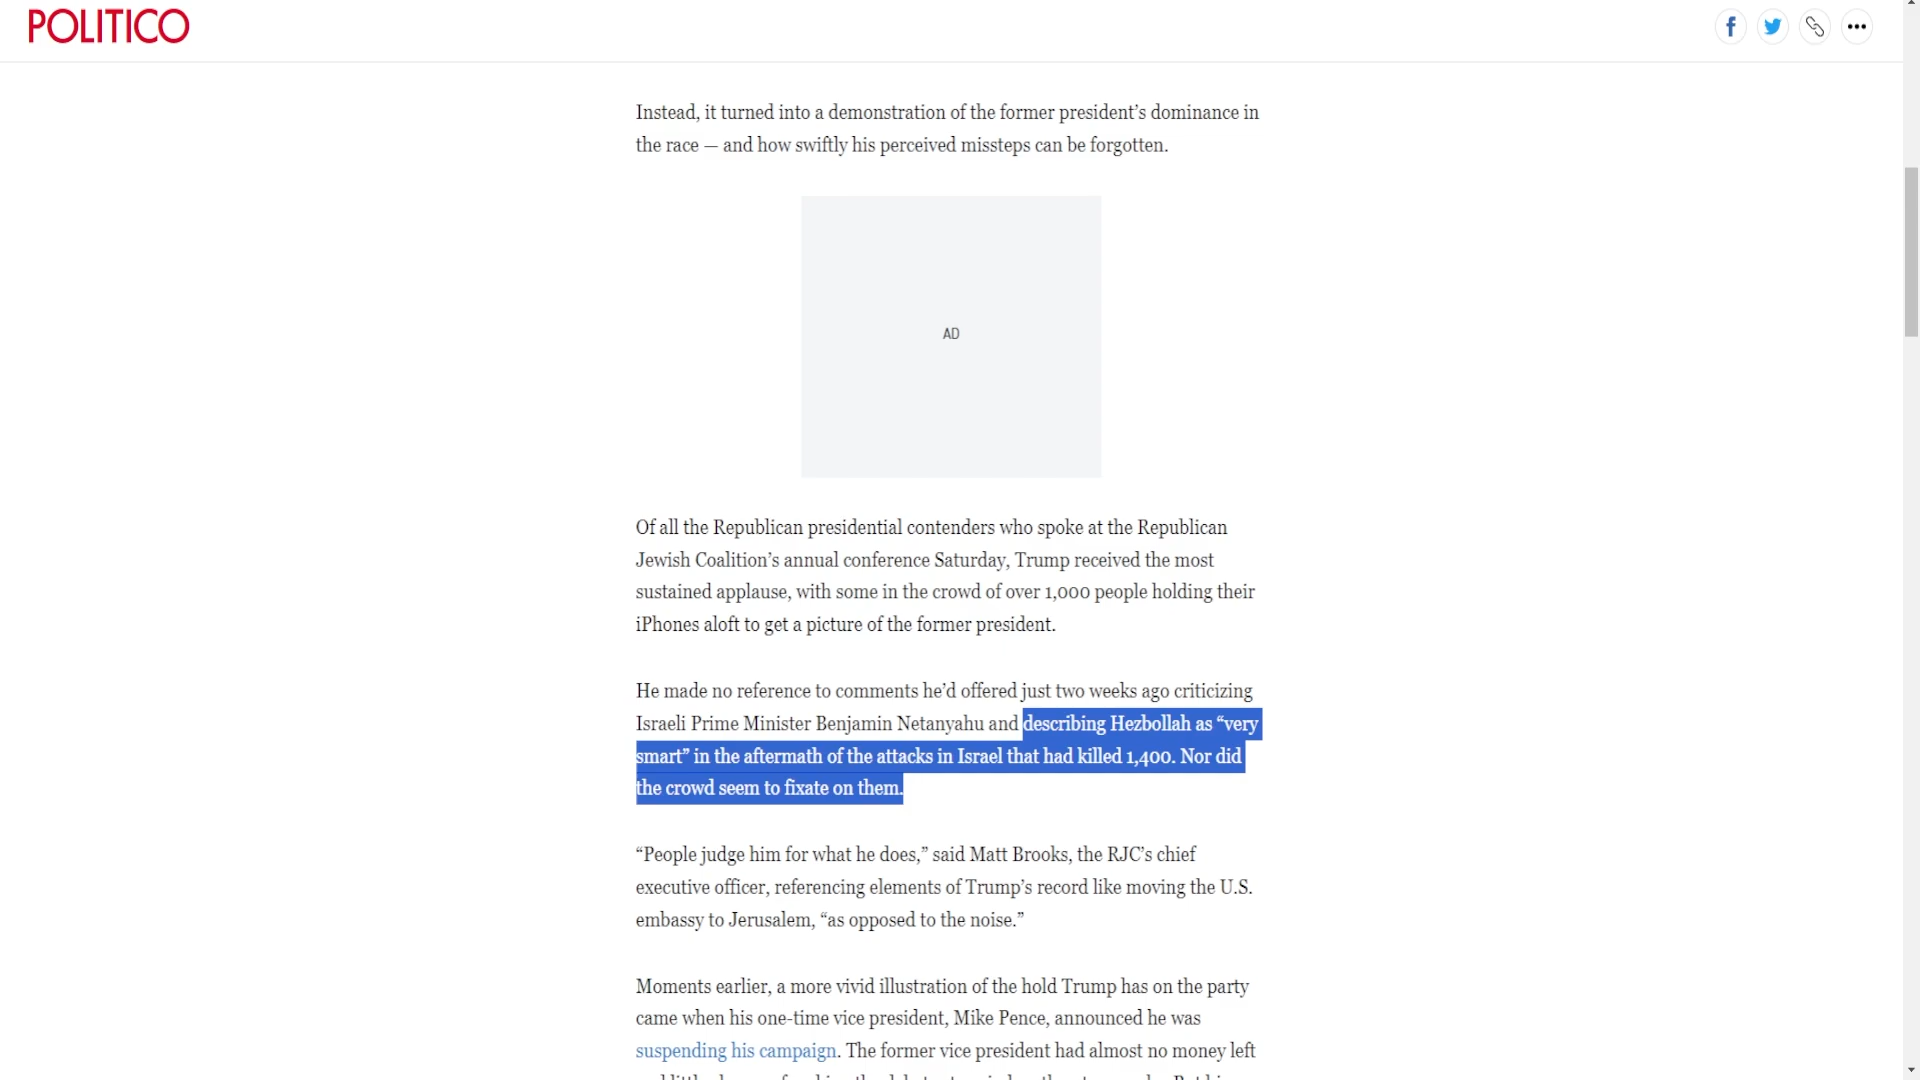 POLITICO
Instead, it turned into a demonstration of the former president’s dominance in
the race — and how swiftly his perceived missteps can be forgotten.
AD
Of all the Republican presidential contenders who spoke at the Republican
Jewish Coalition’s annual conference Saturday, Trump received the most
sustained applause, with some in the crowd of over 1,000 people holding their
iPhones aloft to get a picture of the former president.
He made no reference to comments he’d offered just two weeks ago criticizing
Israeli Prime Minister Benjamin Netanyahu and describing Hezbollah as “very
smart” in the aftermath of the attacks in Israel that had killed 1,400. Nor did
the crowd seem to fixate on them.
“People judge him for what he does,” said Matt Brooks, the RJC’s chief
executive officer, referencing elements of Trump’s record like moving the U.S.
embassy to Jerusalem, “as opposed to the noise.”
Moments earlier, a more vivid illustration of the hold Trump has on the party
came when his one-time vice president, Mike Pence, announced he was
suspending his campaign. The former vice president had almost no money left